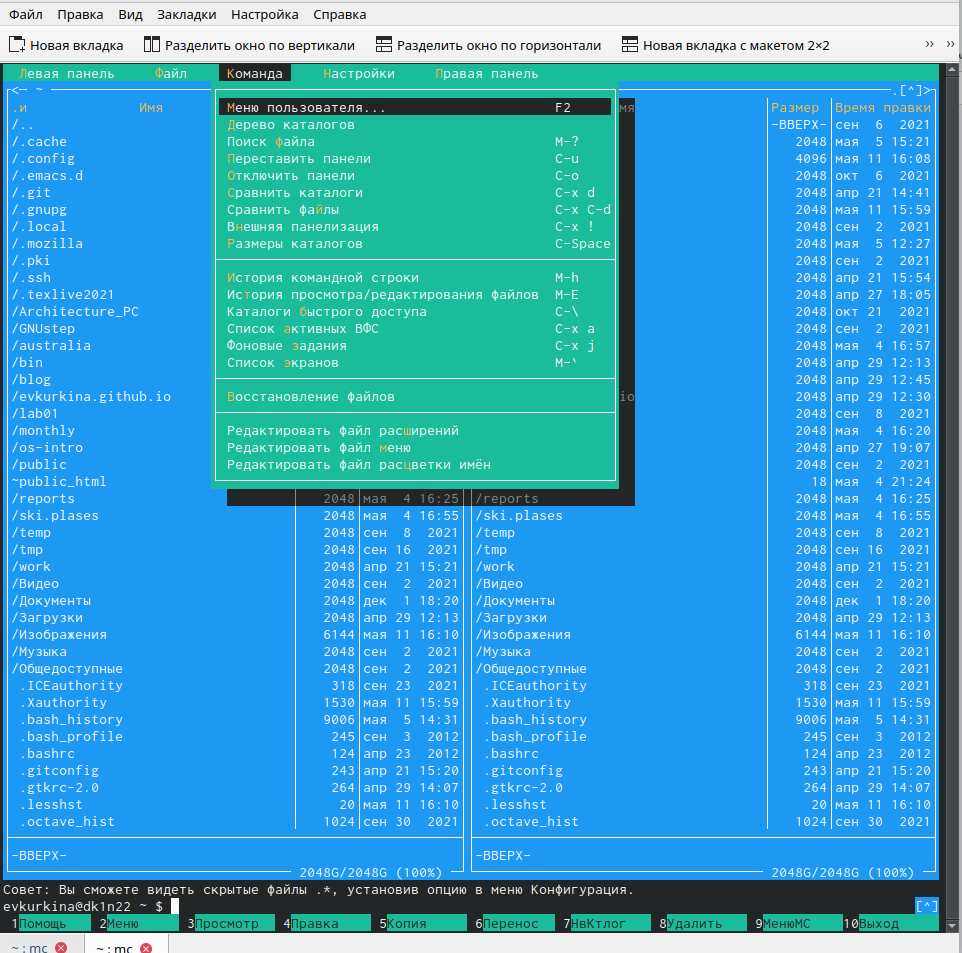 Файл Правка Вид Закладки Настройка Справка
Новая вкладка Разделить окно по вертикали Разделить окно по горизонтали Новая вкладка с макетом 2×2 ›› ››
Левая панель Файл Команда Настройки Правая панель
<─ ~ .[^]>
.и Имя Меню пользователя... F2 мя Размер Время правки
/.. Дерево каталогов -ВВЕРХ- сен 6 2021
/.cache Поиск файла M-? 2048 мая 5 15:21
/.config Переставить панели C-u 4096 мая 11 16:08
/.emacs.d Отключить панели C-o 2048 окт 6 2021
/.git Сравнить каталоги C-x d 2048 апр 21 14:41
/.gnupg Сравнить файлы C-x C-d 2048 мая 11 15:59
/.local Внешняя панелизация C-x ! 2048 сен 2 2021
/.mozilla Размеры каталогов C-Space 2048 мая 5 12:27
/.pki 2048 сен 2 2021
/.ssh История командной строки M-h 2048 апр 21 15:54
/.texlive2021 История просмотра/редактирования файлов M-E 2048 апр 27 18:05
/Architecture_PC Каталоги быстрого доступа C-\ 2048 окт 21 2021
/GNUstep Список активных ВФС C-x a 2048 сен 2 2021
/australia Фоновые задания C-x j 2048 мая 4 16:57
/bin Список экранов M-` 2048 апр 29 12:13
/blog 2048 апр 29 12:45
/evkurkina.github.io Восстановление файлов io 2048 апр 29 12:30
/lab01 2048 сен 8 2021
/monthly Редактировать файл расширений 2048 мая 4 16:20
/os-intro Редактировать файл меню 2048 апр 27 19:07
/public Редактировать файл расцветки имён 2048 сен 2 2021
~public_html 18 мая 4 21:24
/reports 2048 мая 4 16:25 /reports 2048 мая 4 16:25
/ski.plases 2048 мая 4 16:55 /ski.plases 2048 мая 4 16:55
/temp 2048 сен 8 2021 /temp 2048 сен 8 2021
/tmp 2048 сен 16 2021 /tmp 2048 сен 16 2021
/work 2048 апр 21 15:21 /work 2048 апр 21 15:21
/Видео 2048 сен 2 2021 /Видео 2048 сен 2 2021
/Документы 2048 дек 1 18:20 /Документы 2048 дек 1 18:20
/Загрузки 2048 апр 29 12:13 /Загрузки 2048 апр 29 12:13
/Изображения 6144 мая 11 16:10 /Изображения 6144 мая 11 16:10
/Музыка 2048 сен 2 2021 /Музыка 2048 сен 2 2021
/Общедоступные 2048 сен 2 2021 /Общедоступные 2048 сен 2 2021
.ICEauthority 318 сен 23 2021 .ICEauthority 318 сен 23 2021
.Xauthority 1530 мая 11 15:59 .Xauthority 1530 мая 11 15:59
.bash_history 9006 мая 5 14:31 .bash_history 9006 мая 5 14:31
.bash_profile 245 сен 3 2012 .bash_profile 245 сен 3 2012
.bashrc 124 апр 23 2012 .bashrc 124 апр 23 2012
.gitconfig 243 апр 21 15:20 .gitconfig 243 апр 21 15:20
.gtkrc-2.0 264 апр 29 14:07 .gtkrc-2.0 264 апр 29 14:07
.lesshst 20 мая 11 16:10 .lesshst 20 мая 11 16:10
.octave_hist 1024 сен 30 2021 .octave_hist 1024 сен 30 2021
-ВВЕРХ- -ВВЕРХ-
2048G/2048G (100%) 2048G/2048G (100%)
Совет: Вы сможете видеть скрытые файлы .*, установив опцию в меню Конфигурация.
evkurkina@dk1n22 ~ $ [^]
1Помощь 2Меню 3Просмотр 4Правка 5Копия 6Перенос 7НвКтлог 8Удалить 9МенюМС 10Выход
~ : mc ~ : mc